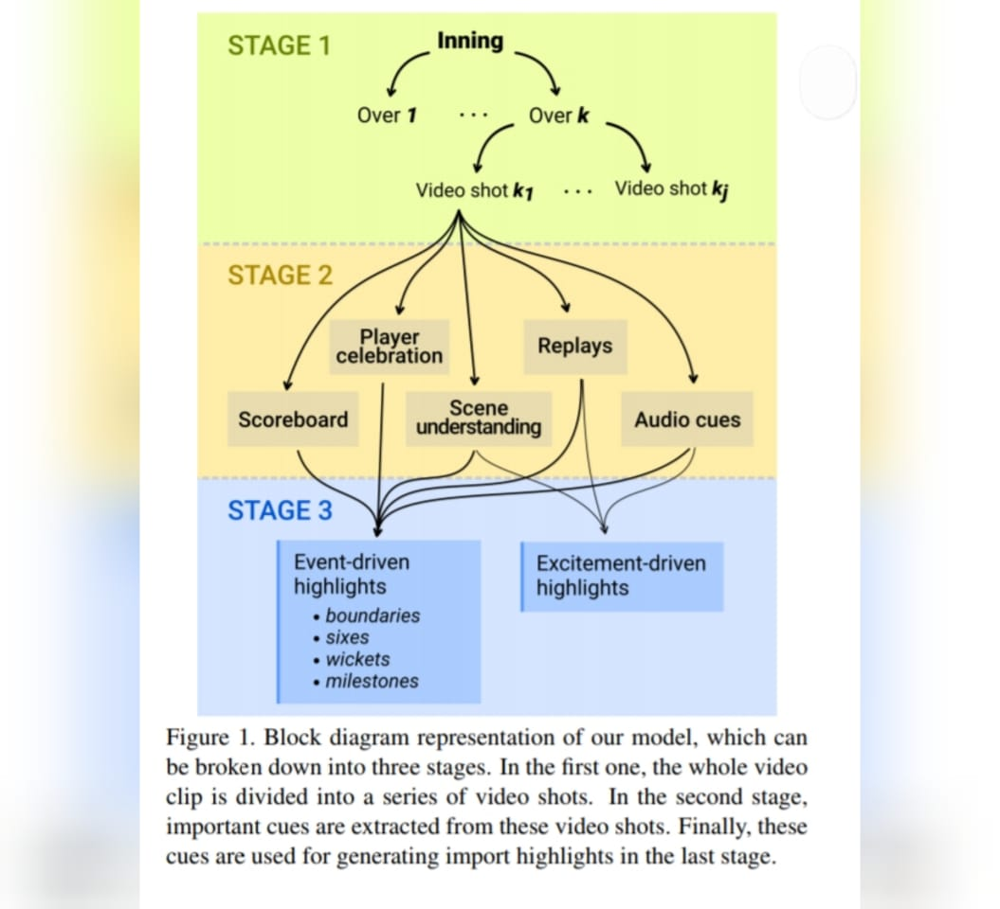 STAGE 1
Inning
Over 1 ... Over k
Video shot k1 ... Video shot kj
STAGE 2
Player
celebration
Replays
Scoreboard
Scene
understanding
Audio cues
STAGE 3
Event-driven
highlights
• boundaries
• sixes
• wickets
• milestones
Excitement-driven
highlights
Figure 1. Block diagram representation of our model, which can
be broken down into three stages. In the first one, the whole video
clip is divided into a series of video shots. In the second stage,
important cues are extracted from these video shots. Finally, these
cues are used for generating import highlights in the last stage.